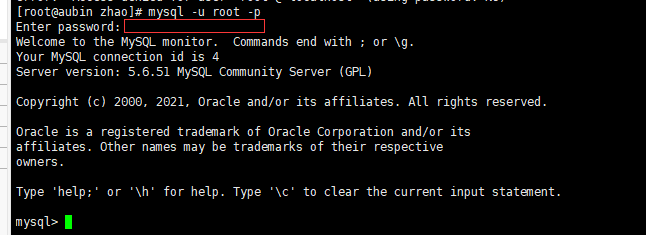 [root@aubin zhao]# mysql -u root -p
Enter password:
Welcome to the MySQL monitor.  Commands end with ; or \g.
Your MySQL connection id is 4
Server version: 5.6.51 MySQL Community Server (GPL)
Copyright (c) 2000, 2021, Oracle and/or its affiliates. All rights reserved.
Oracle is a registered trademark of Oracle Corporation and/or its
affiliates. Other names may be trademarks of their respective
owners.
Type 'help;' or '\h' for help. Type '\c' to clear the current input statement.
mysql>